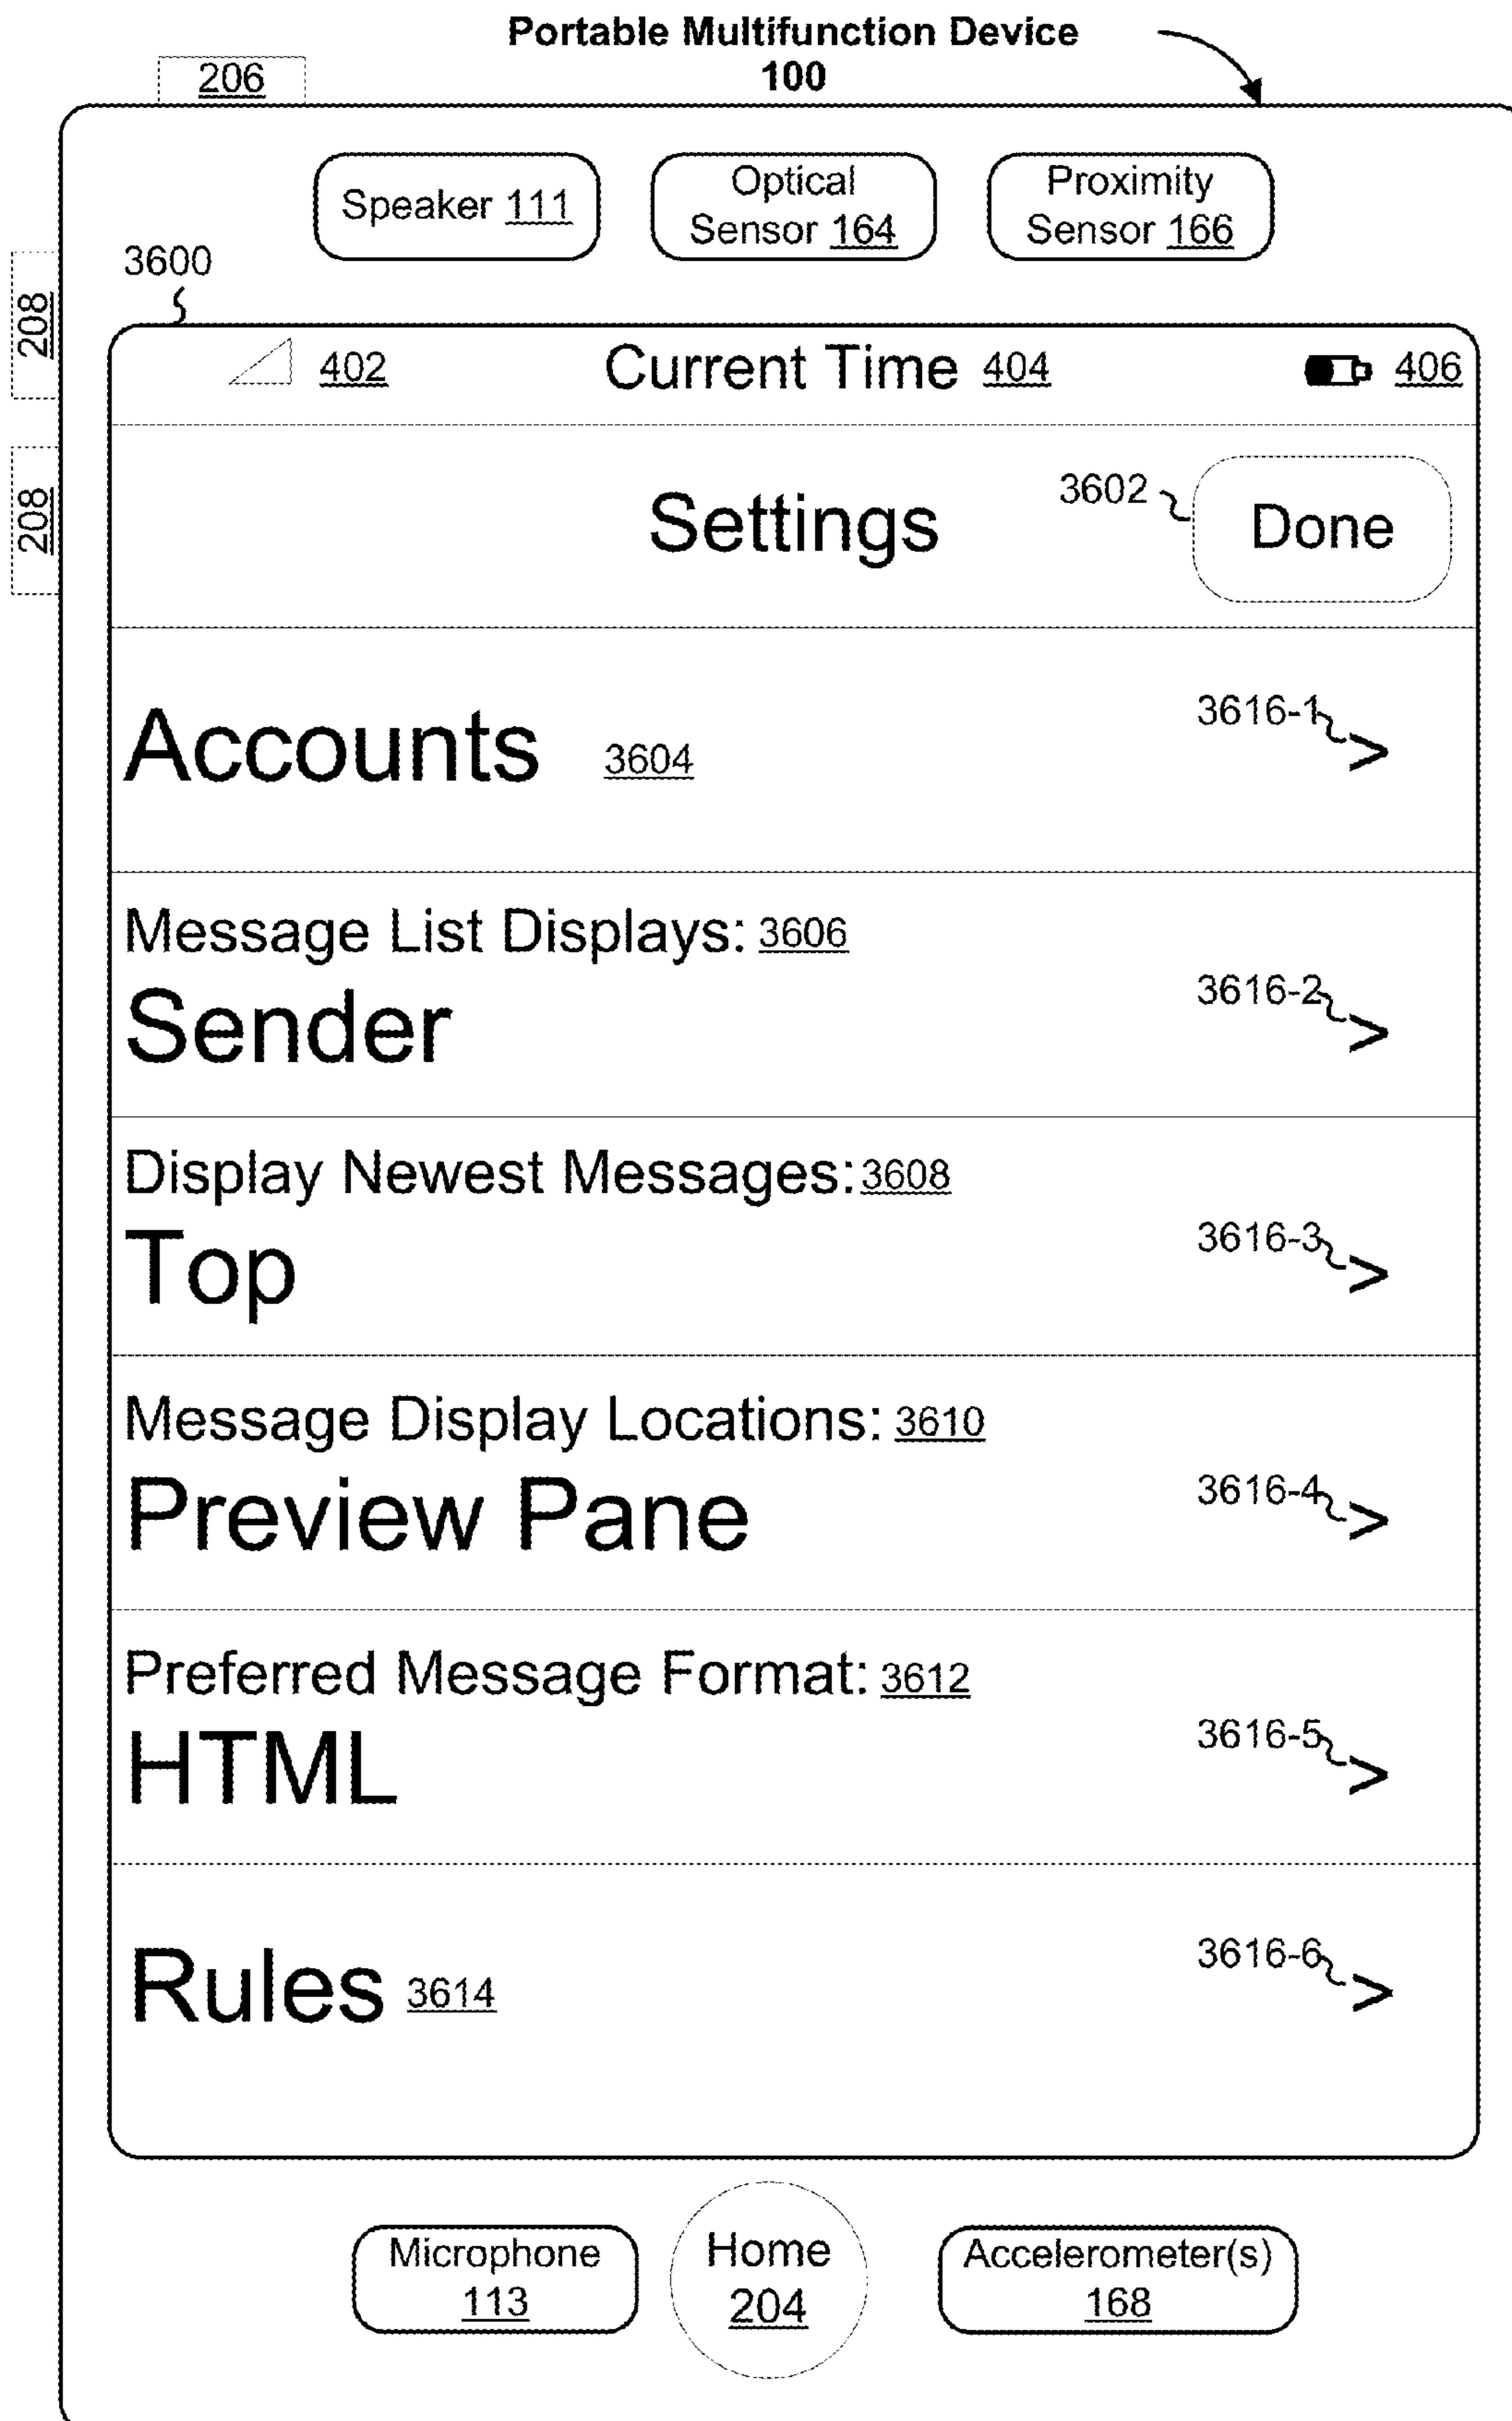 Portable Multifunction Device
100
206
Speaker 111
Optical
Sensor 164
Proximity
Sensor 166
3600
208
402 Current Time 404 406
208
Settings 3602 Done
Accounts 3604 3616-1 >
Message List Displays: 3606
Sender 3616-2 >
Display Newest Messages: 3608
Top 3616-3 >
Message Display Locations: 3610
Preview Pane 3616-4 >
Preferred Message Format: 3612
HTML 3616-5 >
Rules 3614 3616-6 >
Microphone
113
Home
204
Accelerometer(s)
168